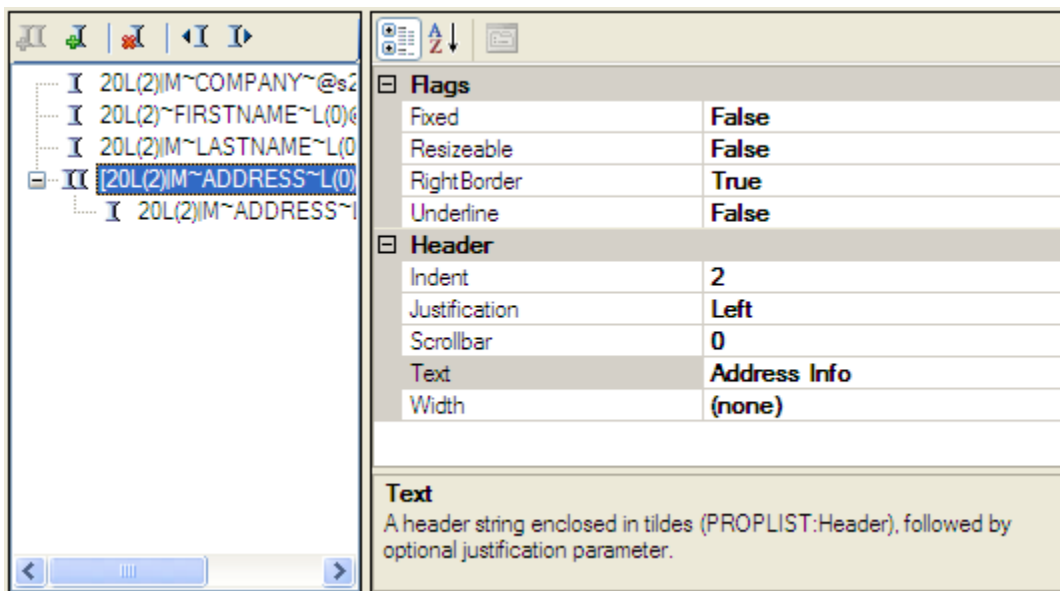 20L(2)|M~COMPANY~@s2
20L(2)~FIRSTNAME~L(0)
20L(2)|M~LASTNAME~L(0
[20L(2)|M~ADDRESS~L(0)
20L(2)|M~ADDRESS~
A
Z
Flags
Fixed False
Resizeable False
RightBorder True
Underline False
Header
Indent 2
Justification Left
Scrollbar 0
Text Address Info
Width (none)
Text
A header string enclosed in tildes (PROPLIST:Header), followed by
optional justification parameter.